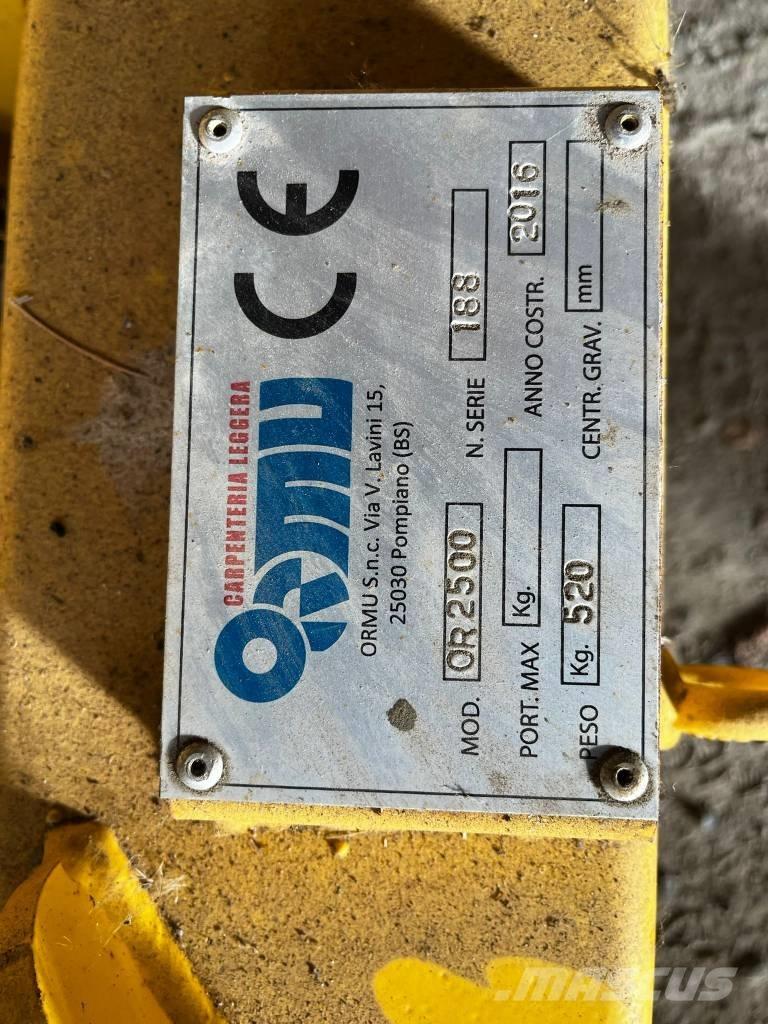 CARPENTERIA LEGGERA
ORMU
CE
ORMU S.n.c. Via V. Lavini 15,
25030 Pompiano (BS)
MOD. OR2500 N. SERIE 188
PORT. MAX Kg. ANNO COSTR. 2016
PESO Kg. 520 CENTR. GRAV. mm
MASCUS